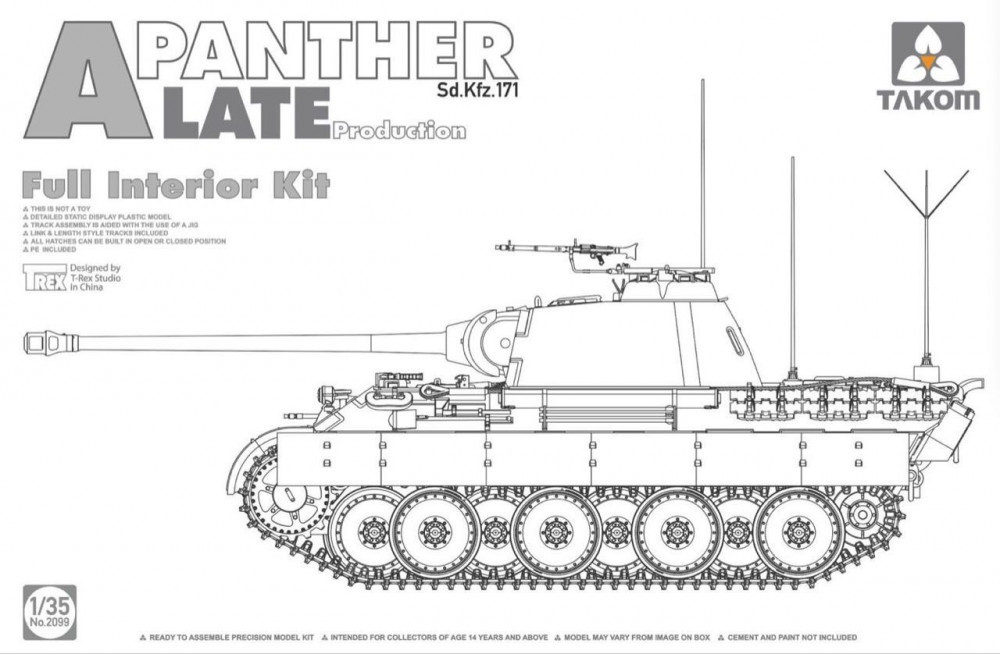 A PANTHER
Sd.Kfz.171
LATE Production
TAKOM
Full Interior Kit
THIS IS NOT A TOY
DETAILED STATIC DISPLAY PLASTIC MODEL
TRACK ASSEMBLY IS AIDED WITH THE USE OF A JIG
LINK & LENGTH STYLE TRACKS INCLUDED
ALL HATCHES CAN BE BUILT IN OPEN OR CLOSED POSITION
PE INCLUDED
T-REX
Designed by
T-Rex Studio
in China
1/35
No.2099
READY TO ASSEMBLE PRECISION MODEL KIT INTENDED FOR COLLECTORS OF AGE 14 YEARS AND ABOVE MODEL MAY VARY FROM IMAGE ON BOX CEMENT AND PAINT NOT INCLUDED